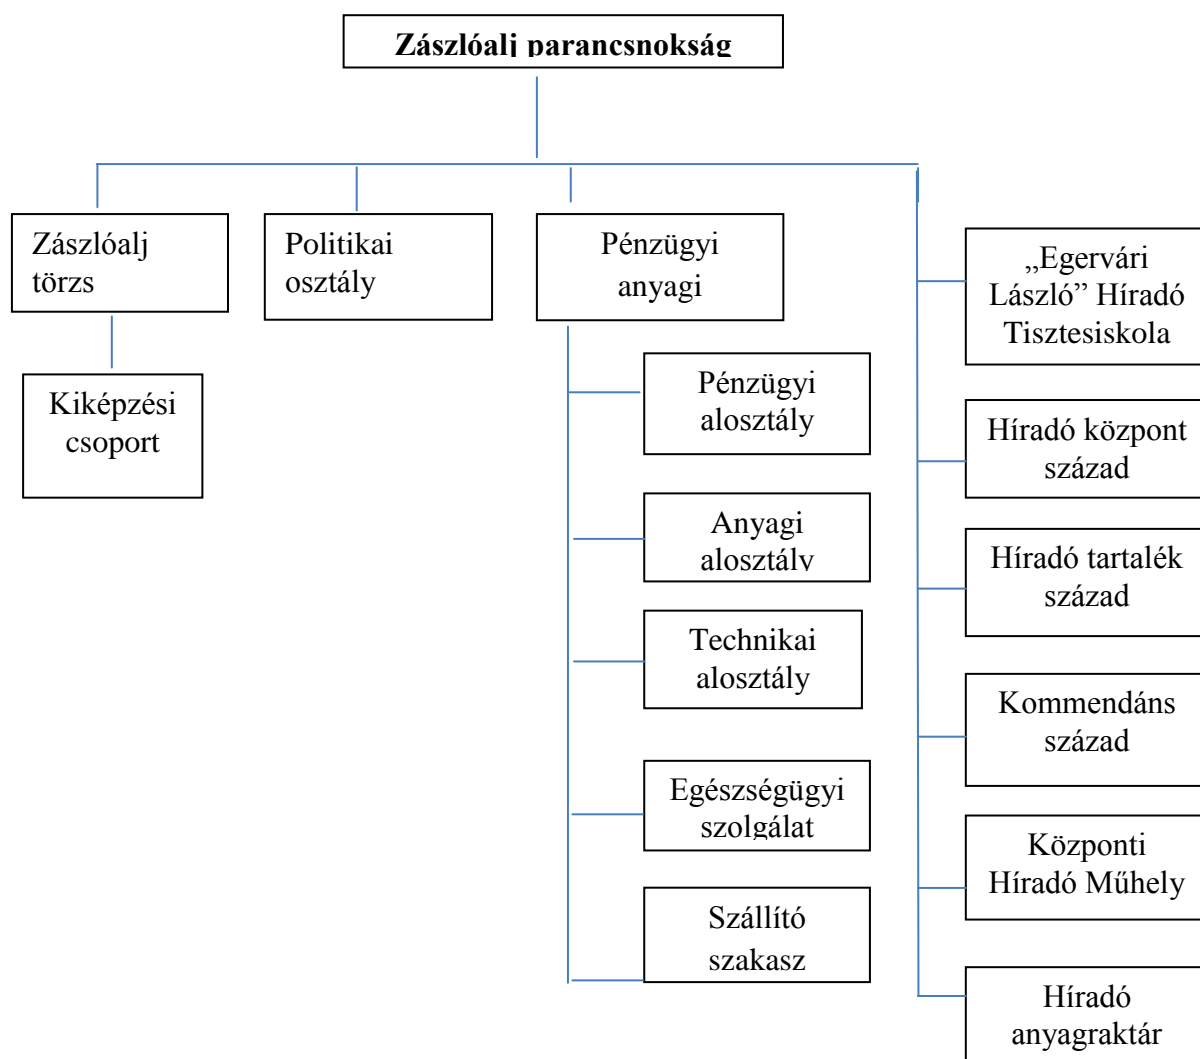 Zászlóalj parancsnokság
Zászlóalj
törzs
Politikai
osztály
Pénzügyi
anyagi
Kiképzési
csoport
Pénzügyi
alosztály
Anyagi
alosztály
Technikai
alosztály
Egészségügyi
szolgálat
Szállító
szakasz
„Egervári
László” Híradó
Tisztesiskola
Híradó központ
század
Híradó tartalék
század
Kommendáns
század
Központi
Híradó Műhely
Híradó
anyagraktár